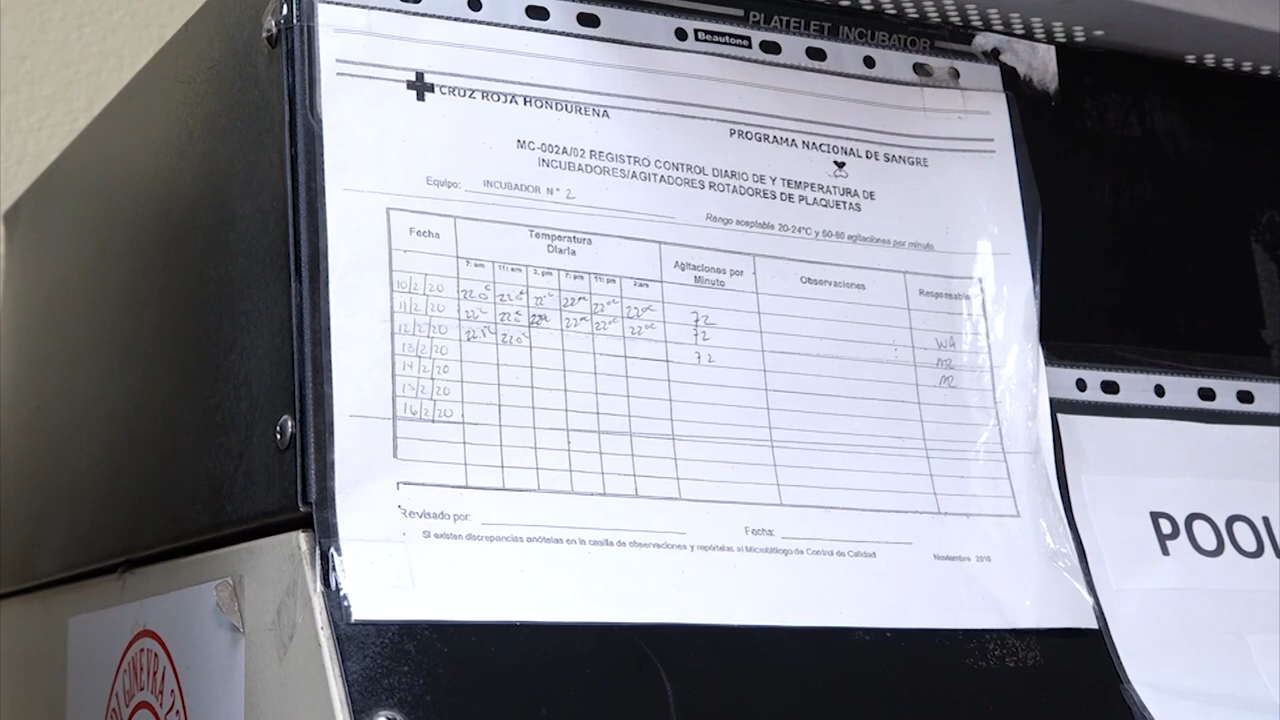 PLATELET INCUBATOR
Beautone
CRUZ ROJA HONDUREÑA
PROGRAMA NACIONAL DE SANGRE
MC-002A/02 REGISTRO CONTROL DIARIO DE Y TEMPERATURA DE
INCUBADORES/AGITADORES ROTADORES DE PLAQUETAS
Equipo: INCUBADOR N° 2
Rango aceptable 20-24°C y 60-80 agitaciones por minuto
Fecha Temperatura Diaria Agitaciones por Minuto Observaciones Responsable
7: am 11: am 3: pm 7: pm 11: pm 3:am
10/2/20 22°C 22°C 22°C 22°C 22°C 22°C 72 WA
11/2/20 22°C 22°C 22°C 22°C 22°C 22°C 72
12/2/20 72
13/2/20
14/2/20
15/2/20
16/2/20
Revisado por: Fecha:
Si existen discrepancias anótelas en la casilla de observaciones y repórtelas al Microbiólogo de Control de Calidad
Noviembre 2010
POOL
GINEVRA